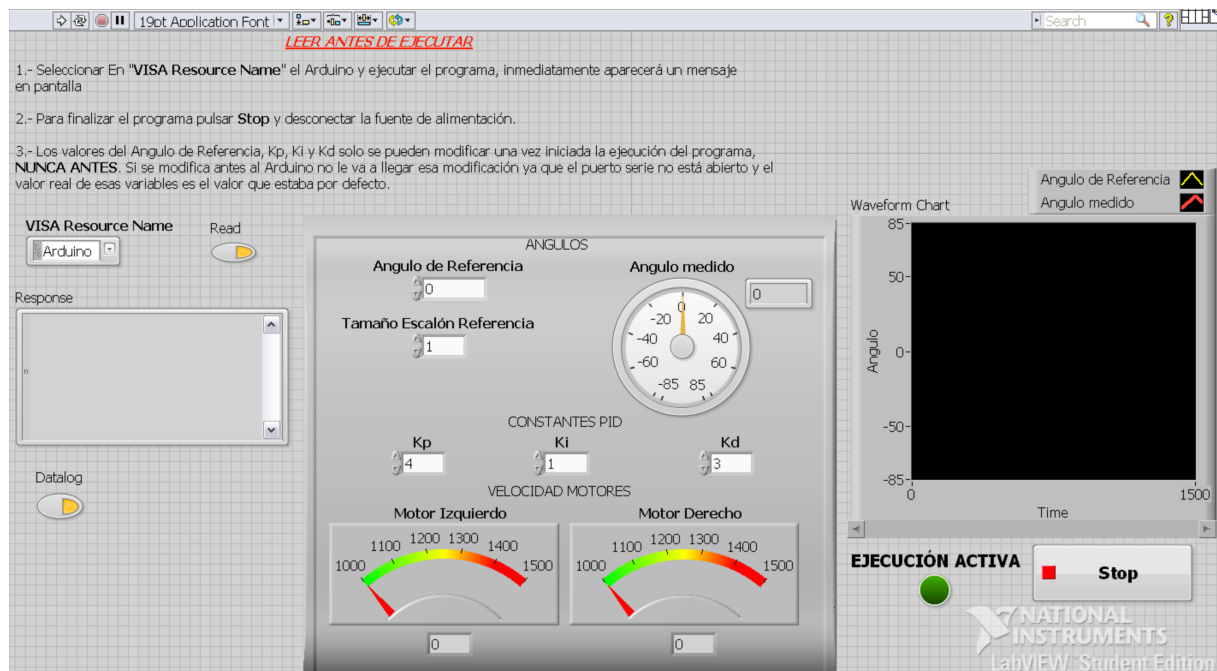 19pt Application Font
Search
LEER ANTES DE EJECUTAR
1.- Seleccionar En "VISA Resource Name" el Arduino y ejecutar el programa, inmediatamente aparecerá un mensaje
en pantalla
2.- Para finalizar el programa pulsar Stop y desconectar la fuente de alimentación.
3.- Los valores del Angulo de Referencia, Kp, Ki y Kd solo se pueden modificar una vez iniciada la ejecución del programa,
NUNCA ANTES. Si se modifica antes al Arduino no le va a llegar esa modificación ya que el puerto serie no está abierto y el
valor real de esas variables es el valor que estaba por defecto.
VISA Resource Name
Arduino
Read
Response
n
Datalog
ANGULOS
Angulo de Referencia
0
Tamaño Escalón Referencia
1
Angulo medido
0
0
-20 20
-40 40
-60 60
-85 85
CONSTANTES PID
Kp Ki Kd
4 1 3
VELOCIDAD MOTORES
Motor Izquierdo
1000 1100 1200 1300 1400 1500
0
Motor Derecho
1000 1100 1200 1300 1400 1500
0
Angulo de Referencia
Angulo medido
Waveform Chart
85
50
0
-50
-85
Angulo
0 1500
Time
EJECUCIÓN ACTIVA
Stop
NATIONAL
INSTRUMENTS
LabVIEW Student Edition